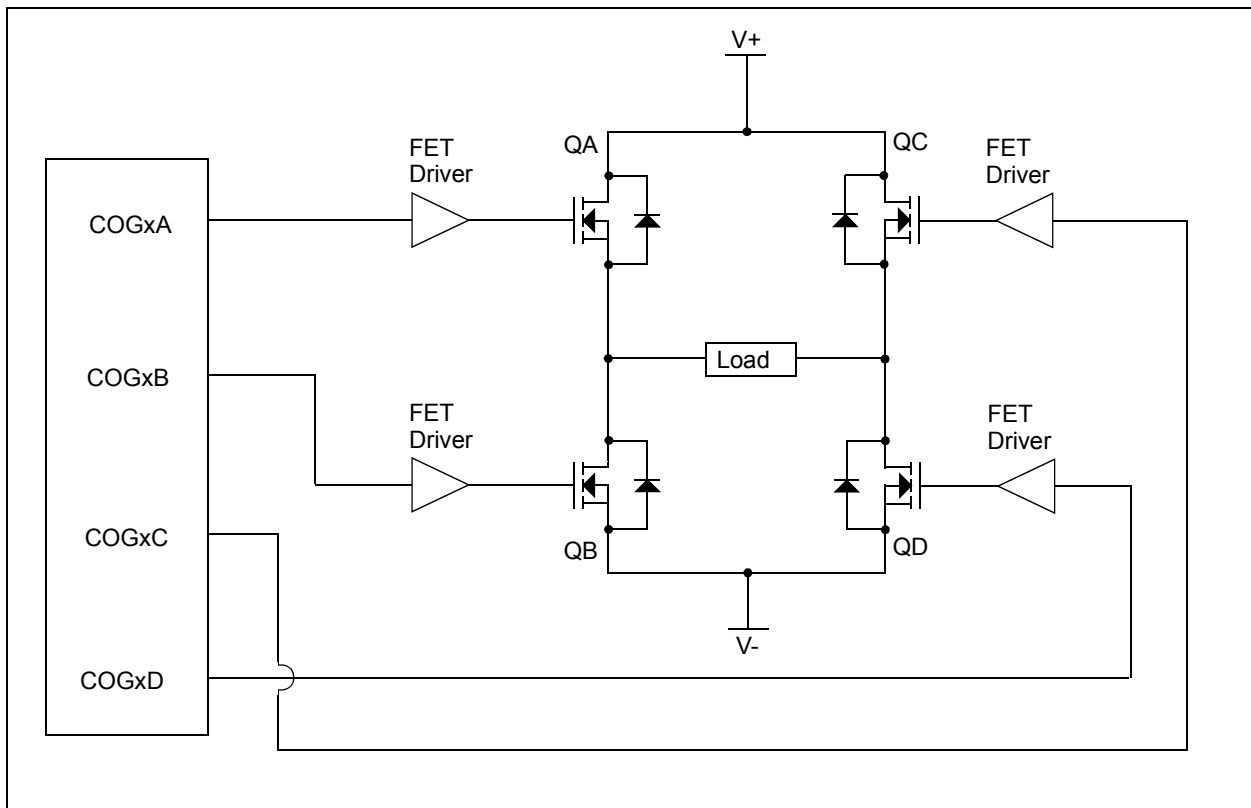 V+
QA
QC
FET
Driver
FET
Driver
COGxA
Load
COGxB
FET
Driver
FET
Driver
COGxC
QB
QD
V-
COGxD